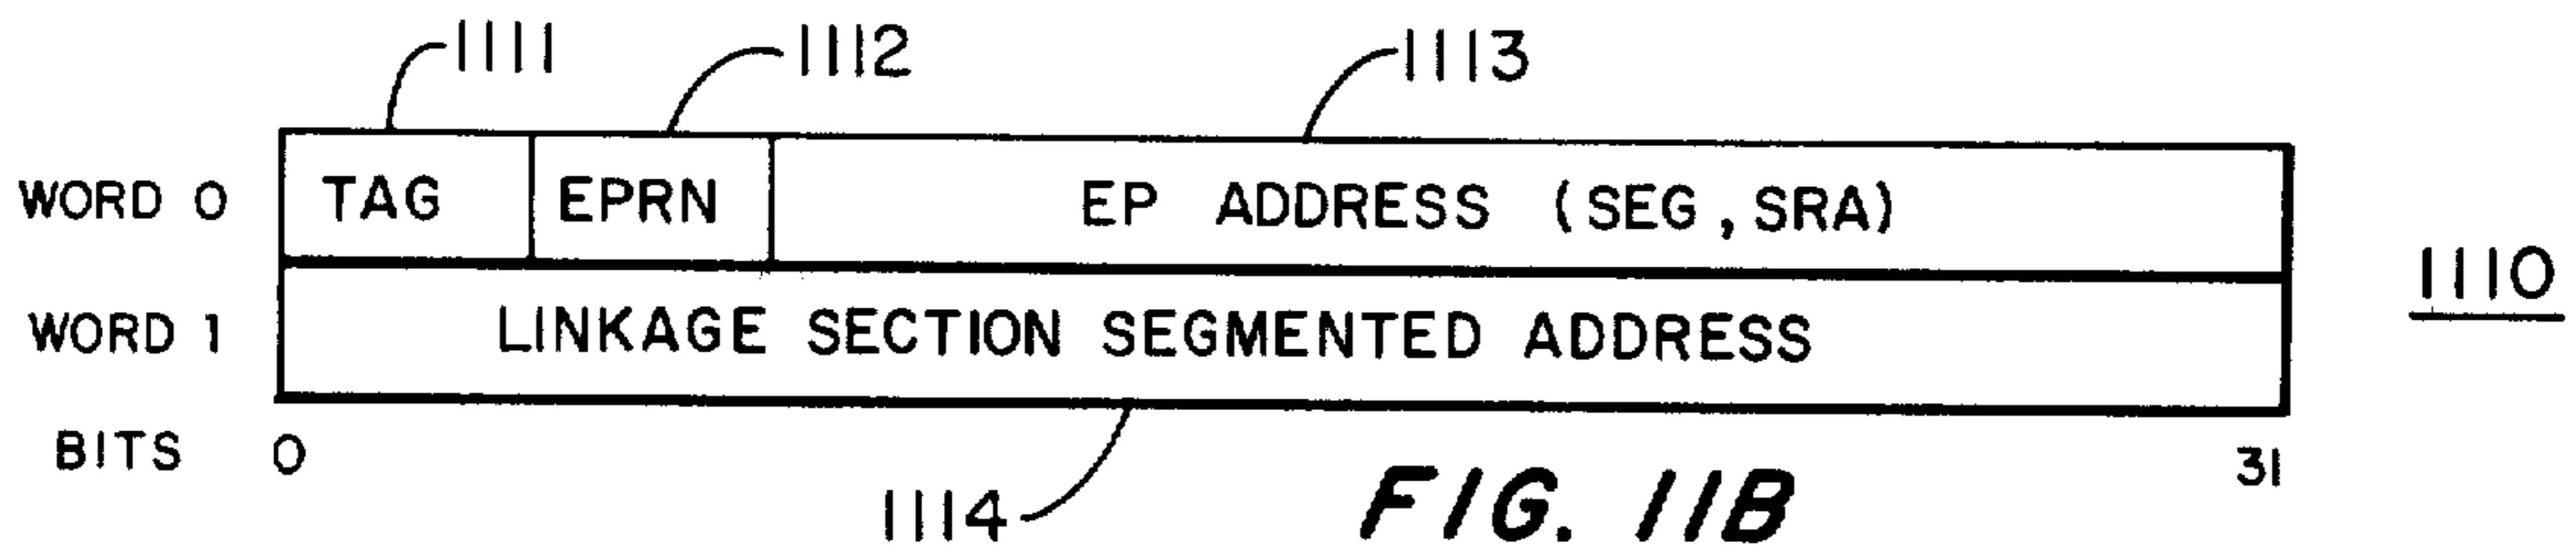 1111 1112 1113
WORD 0 TAG EPRN EP ADDRESS (SEG, SRA)
1110
WORD 1 LINKAGE SECTION SEGMENTED ADDRESS
BITS 0 31
1114 FIG. 11B